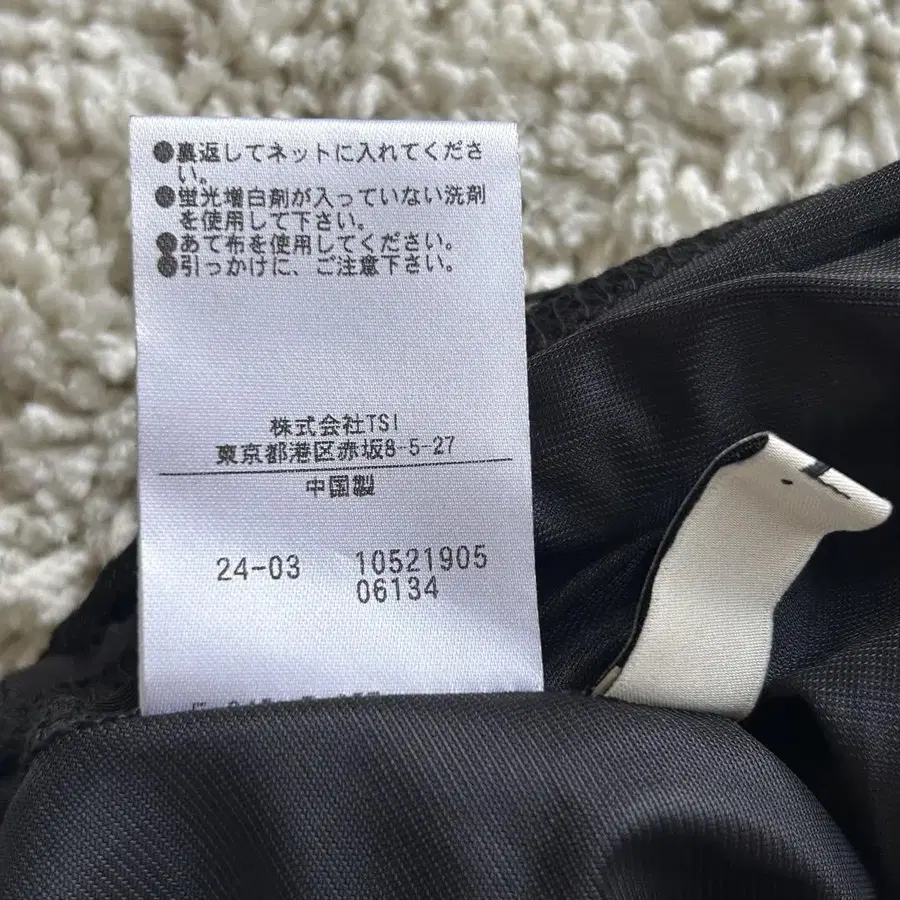 ●裏返してネットに入れてくださ
い。
●蛍光増白剤が入っていない洗剤
を使用して下さい。
●あて布を使用してください。
●引っかけに、ご注意下さい。
株式会社TSI
東京都港区赤坂8-5-27
中国製
24-03 10521905
06134